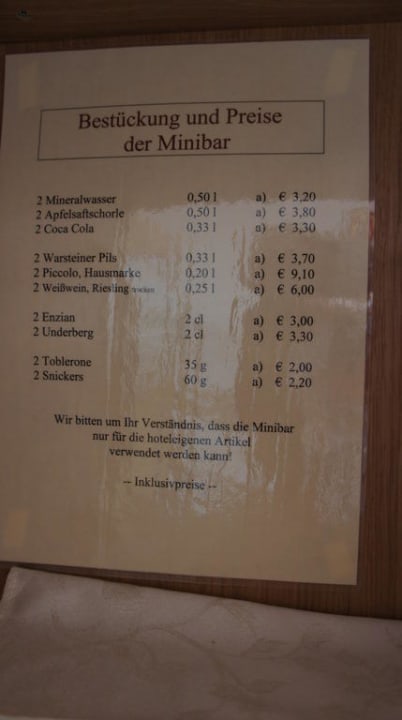 Bestückung und Preise
der Minibar
2 Mineralwasser 0,50 l a) € 3,20
2 Apfelsaftschorle 0,50 l a) € 3,80
2 Coca Cola 0,33 l a) € 3,30
2 Warsteiner Pils 0,33 l a) € 3,70
2 Piccolo, Hausmarke 0,20 l a) € 9,10
2 Weißwein, Riesling trocken 0,25 l a) € 6,00
2 Enzian 2 cl a) € 3,00
2 Underberg 2 cl a) € 3,30
2 Toblerone 35 g a) € 2,00
2 Snickers 60 g a) € 2,20
Wir bitten um Ihr Verständnis, dass die Minibar
nur für die hoteleigenen Artikel
verwendet werden kann!
-- Inklusivpreise --